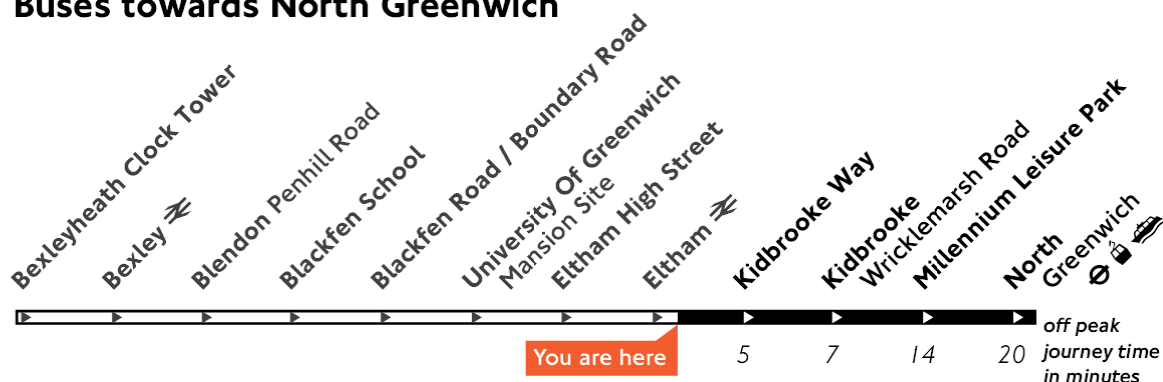 Buses towards North Greenwich
Bexleyheath Clock Tower
Bexley
Blendon Penhill Road
Blackfen School
Blackfen Road / Boundary Road
University Of Greenwich
Mansion Site
Eltham High Street
Eltham
Kidbrooke Way
Kidbrooke
Wricklemarsh Road
Millennium Leisure Park
North
Greenwich
You are here
5
7
14
20
off peak
journey time
in minutes